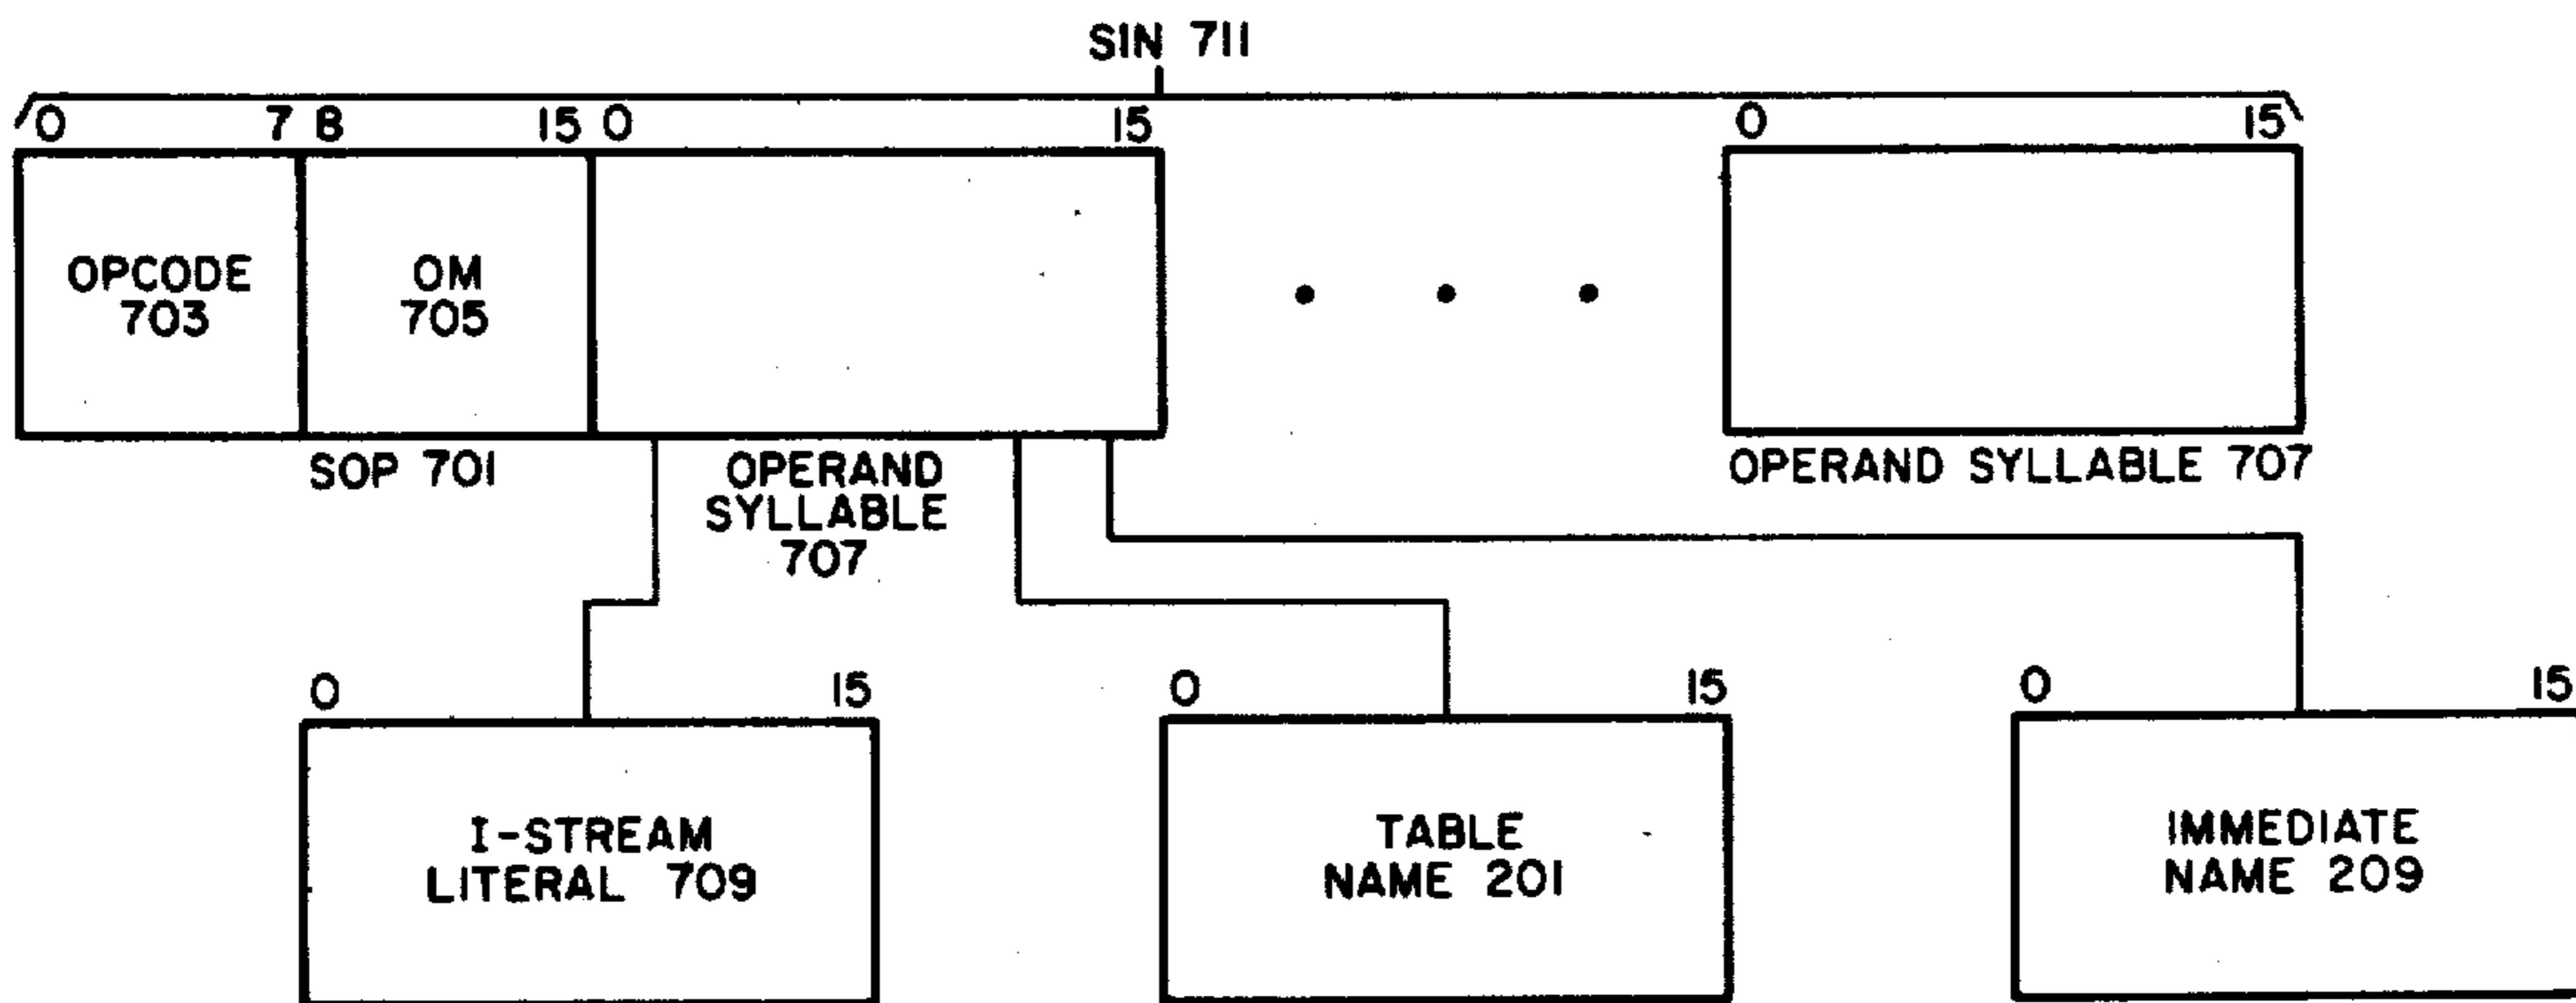 SIN 711
0 7 8 15 0 15 0 15
OPCODE
703
OM
705
SOP 701
OPERAND
SYLLABLE
707
OPERAND SYLLABLE 707
0 15 0 15 0 15
I-STREAM
LITERAL 709
TABLE
NAME 201
IMMEDIATE
NAME 209